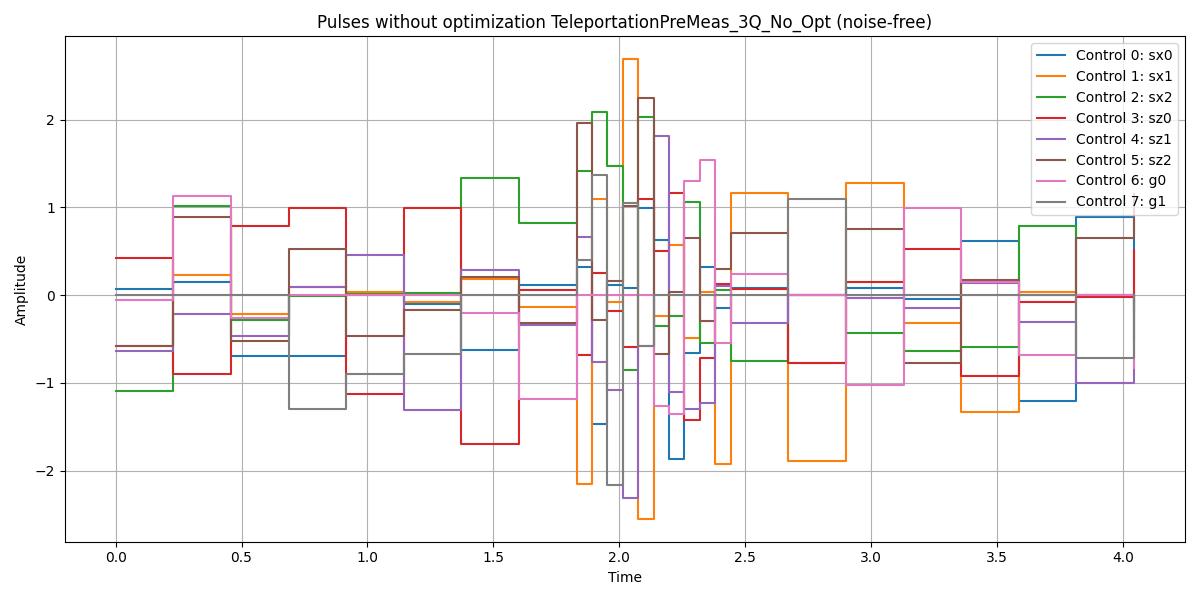 Pulses without optimization TeleportationPreMeas_3Q_No_Opt (noise-free)
Control 0: sx0
Control 1: sx1
Control 2: sx2
Control 3: sz0
Control 4: sz1
Control 5: sz2
Control 6: g0
Control 7: g1
Amplitude
2
1
0
−1
−2
0.0 0.5 1.0 1.5 2.0 2.5 3.0 3.5 4.0
Time